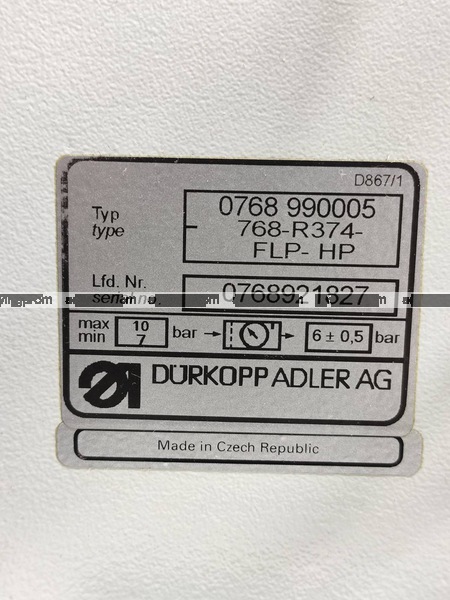 D867/1
Typ
type
0768 990005
768-R374-
FLP- HP
Lfd. Nr.
0768921827
max
min
10
7
bar
6 ± 0,5 bar
DÜRKOPP ADLER AG
Made in Czech Republic